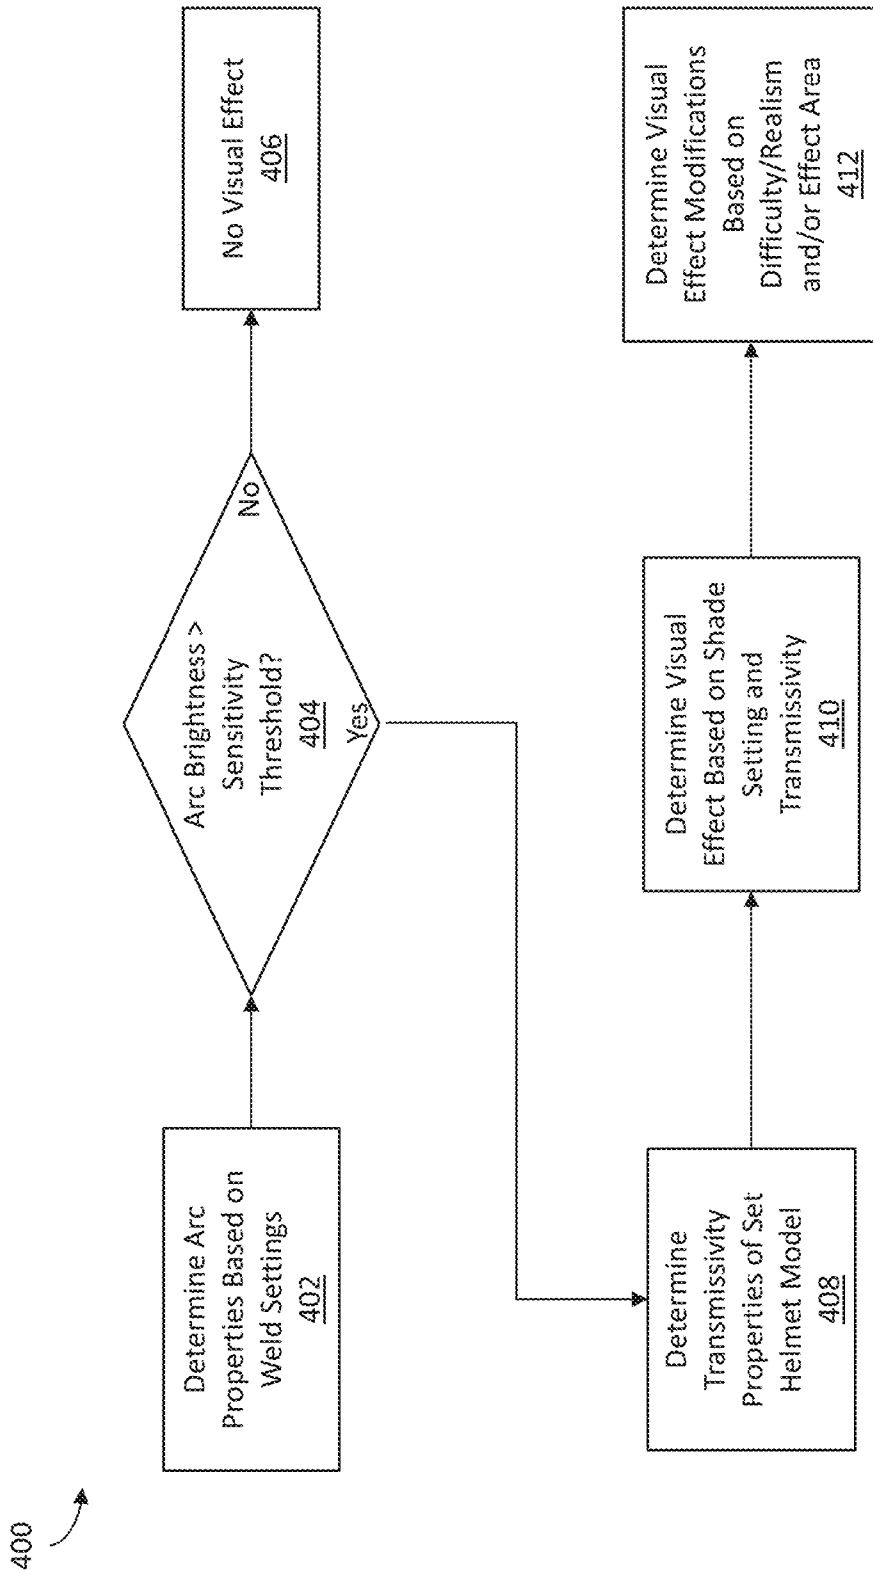 400
Determine Arc
Properties Based on
Weld Settings
402
Arc Brightness >
Sensitivity
Threshold?
404
Yes
No
No Visual Effect
406
Determine
Transmissivity
Properties of Set
Helmet Model
408
Determine Visual
Effect Based on Shade
Setting and
Transmissivity
410
Determine Visual
Effect Modifications
Based on
Difficulty/Realism
and/or Effect Area
412